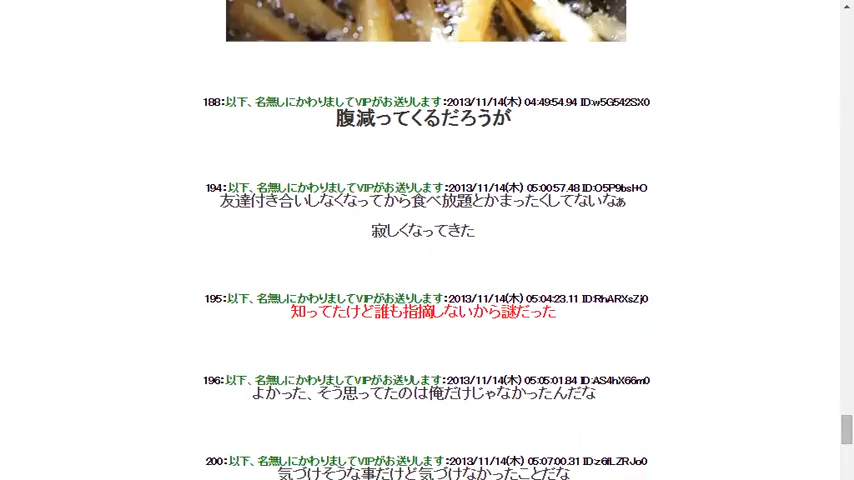 188：以下、名無しにかわりましてVIPがお送りします：2013/11/14(木) 04:49:54.94 ID:w5G542SX0
腹減ってくるだろうが
194：以下、名無しにかわりましてVIPがお送りします：2013/11/14(木) 05:00:57.48 ID:O5P9bsI+O
友達付き合いしなくなってから食べ放題とかまったくしてないなぁ
寂しくなってきた
195：以下、名無しにかわりましてVIPがお送りします：2013/11/14(木) 05:04:23.11 ID:RhARXsZj0
知ってたけど誰も指摘しないから謎だった
196：以下、名無しにかわりましてVIPがお送りします：2013/11/14(木) 05:05:01.84 ID:AS4hX66m0
よかった、そう思ってたのは俺だけじゃなかったんだな
200：以下、名無しにかわりましてVIPがお送りします：2013/11/14(木) 05:07:00.31 ID:z6fLZRJo0
気づけそうな事だけど気づけなかったことだな